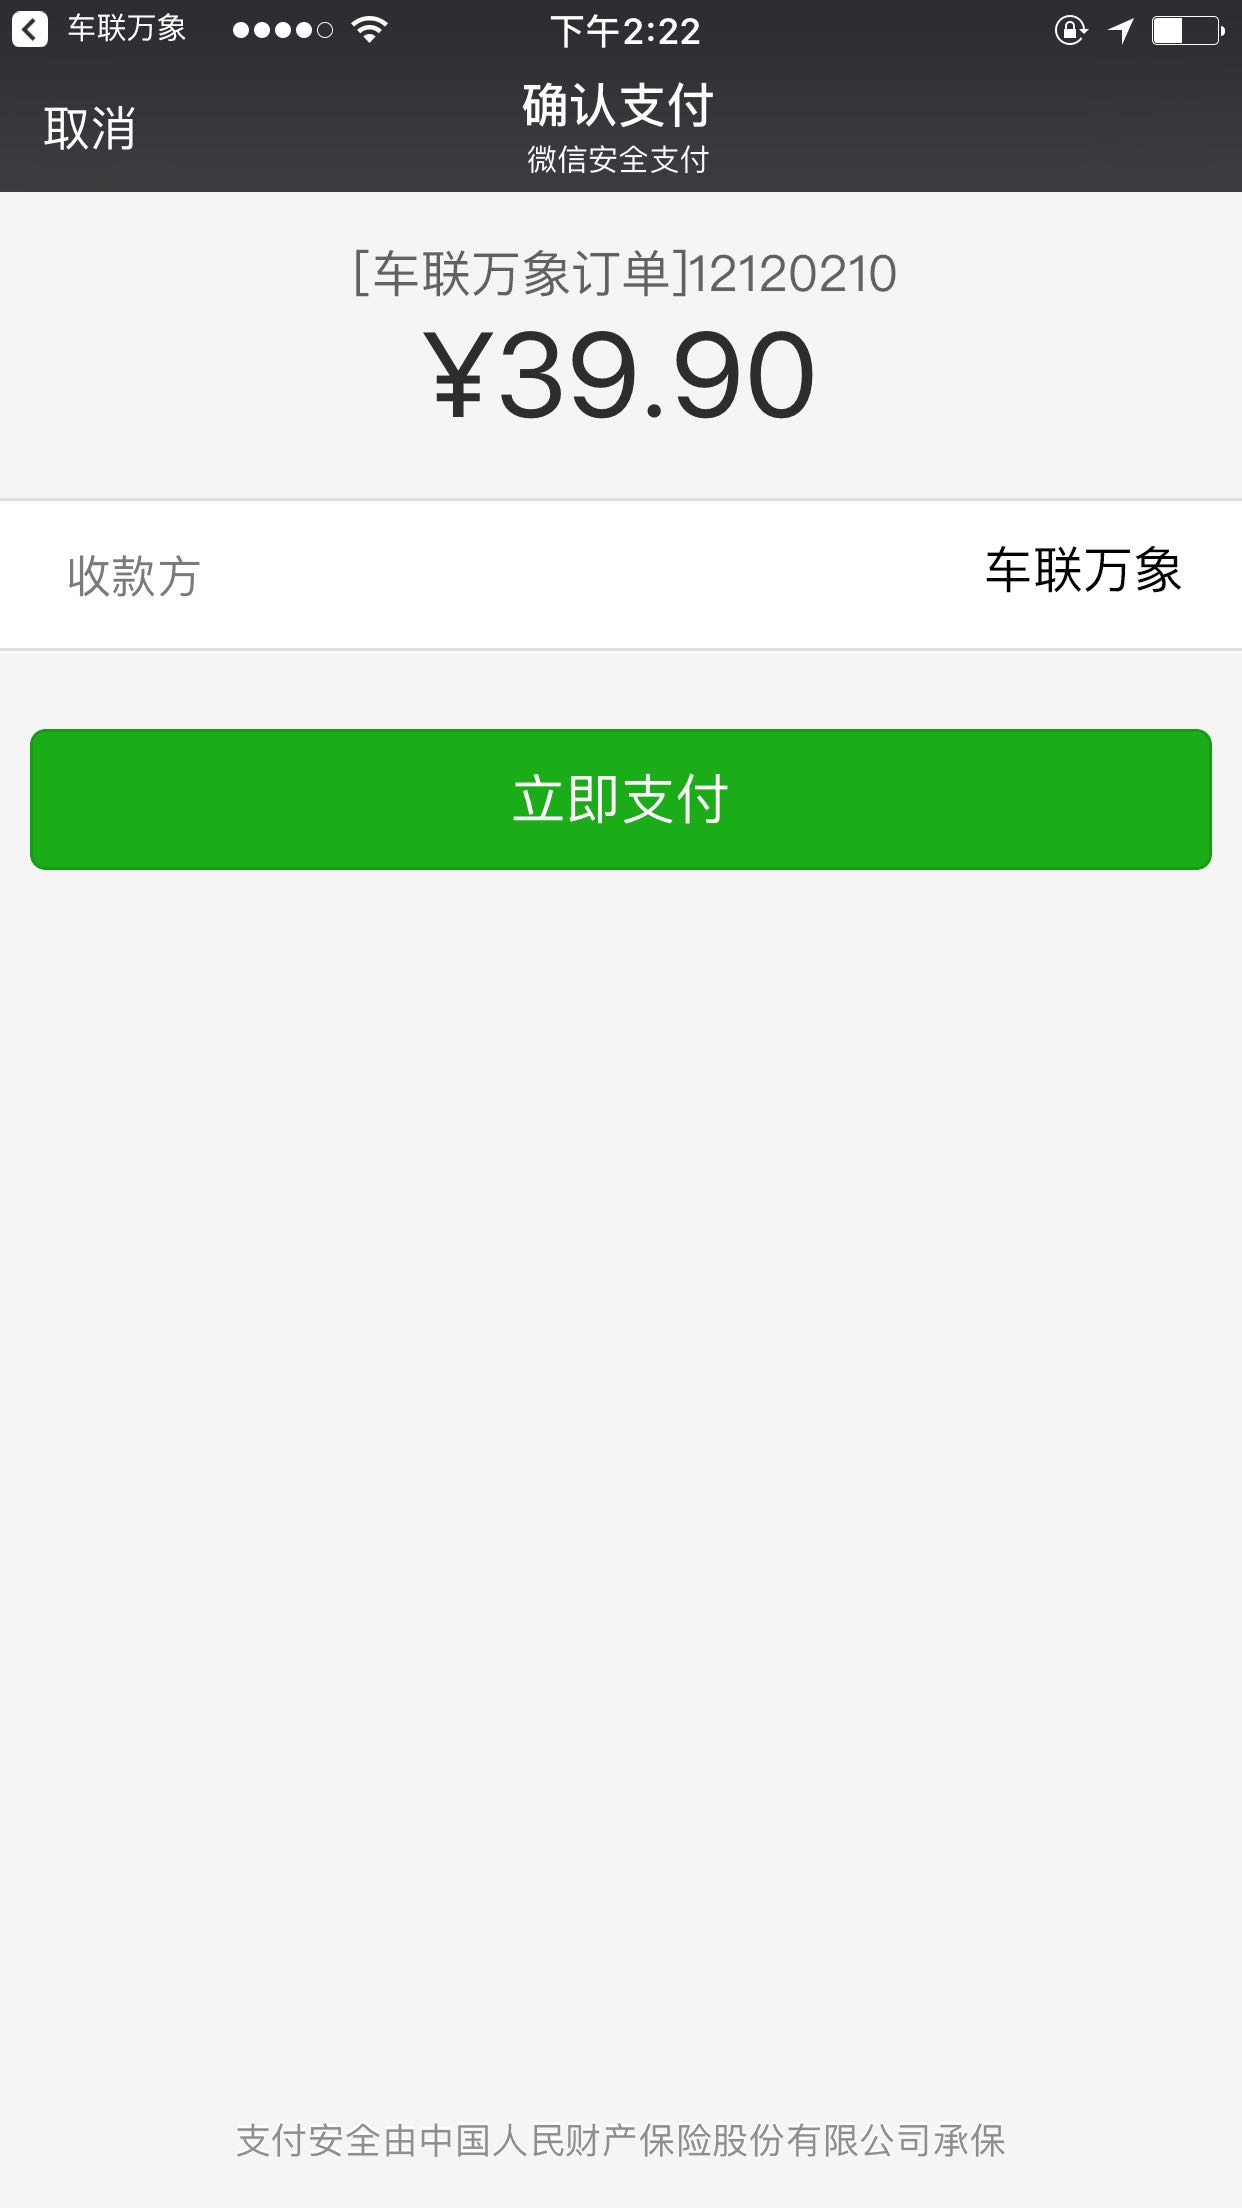 车联万象
下午2:22
取消
确认支付
微信安全支付
[车联万象订单]12120210
¥39.90
收款方
车联万象
立即支付
支付安全由中国人民财产保险股份有限公司承保